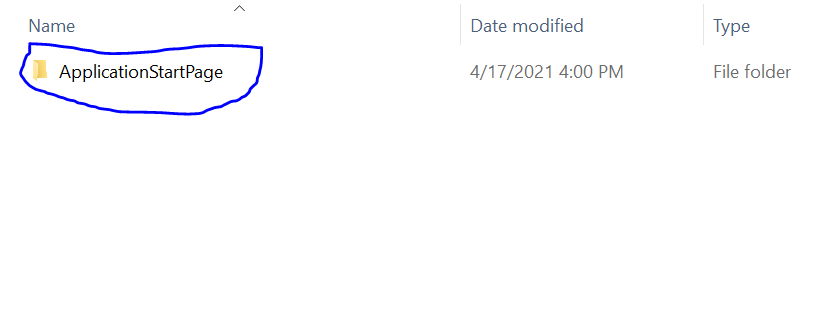 Name Date modified Type
ApplicationStartPage 4/17/2021 4:00 PM File folder